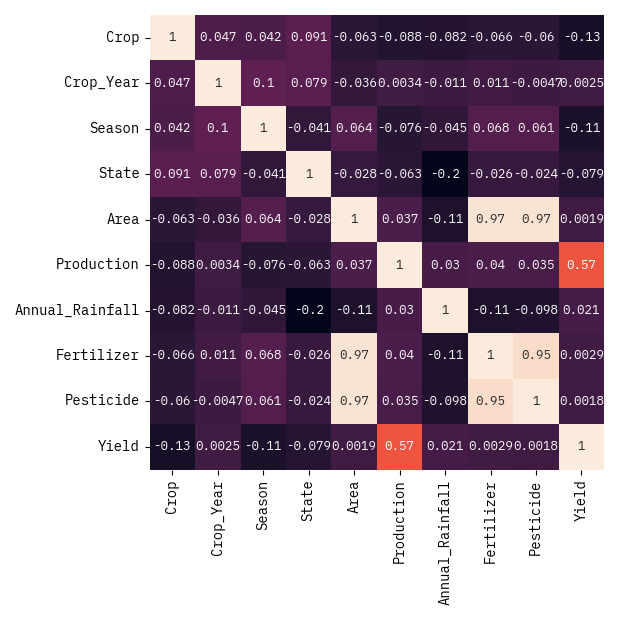 Crop 1 0.047 0.042 0.091 -0.063 -0.088 -0.082 -0.066 -0.06 -0.13
Crop_Year 0.047 1 0.1 0.079 -0.036 0.0034 -0.011 0.011 -0.0047 0.0025
Season 0.042 0.1 1 -0.041 0.064 -0.076 -0.045 0.068 0.061 -0.11
State 0.091 0.079 -0.041 1 -0.028 -0.063 -0.2 -0.026 -0.024 -0.079
Area -0.063 -0.036 0.064 -0.028 1 0.037 -0.11 0.97 0.97 0.0019
Production -0.088 0.0034 -0.076 -0.063 0.037 1 0.03 0.04 0.035 0.57
Annual_Rainfall -0.082 -0.011 -0.045 -0.2 -0.11 0.03 1 -0.11 -0.098 0.021
Fertilizer -0.066 0.011 0.068 -0.026 0.97 0.04 -0.11 1 0.95 0.0029
Pesticide -0.06 -0.0047 0.061 -0.024 0.97 0.035 -0.098 0.95 1 0.0018
Yield -0.13 0.0025 -0.11 -0.079 0.0019 0.57 0.021 0.0029 0.0018 1
Crop Crop_Year Season State Area Production Annual_Rainfall Fertilizer Pesticide Yield